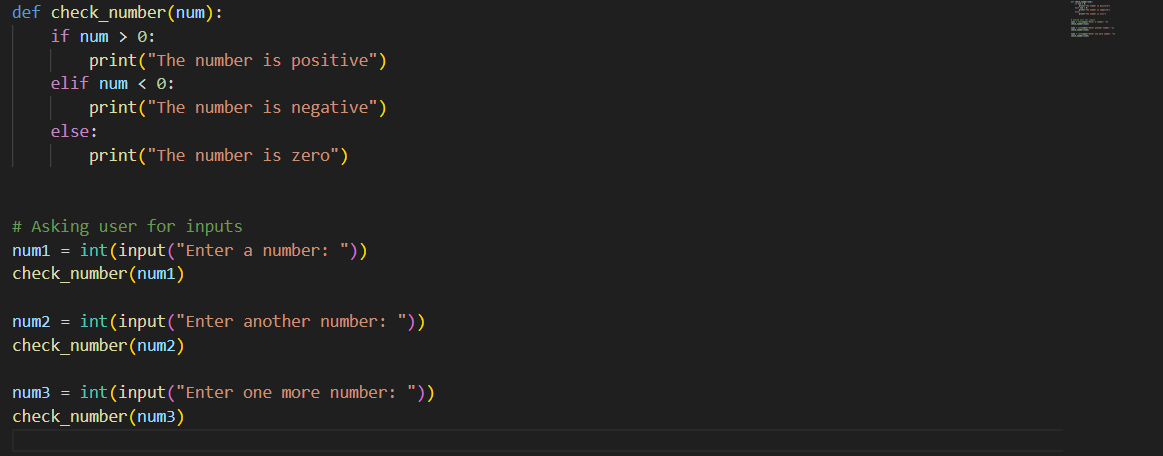 def check_number(num):
    if num > 0:
        print("The number is positive")
    elif num < 0:
        print("The number is negative")
    else:
        print("The number is zero")
# Asking user for inputs
num1 = int(input("Enter a number: "))
check_number(num1)
num2 = int(input("Enter another number: "))
check_number(num2)
num3 = int(input("Enter one more number: "))
check_number(num3)